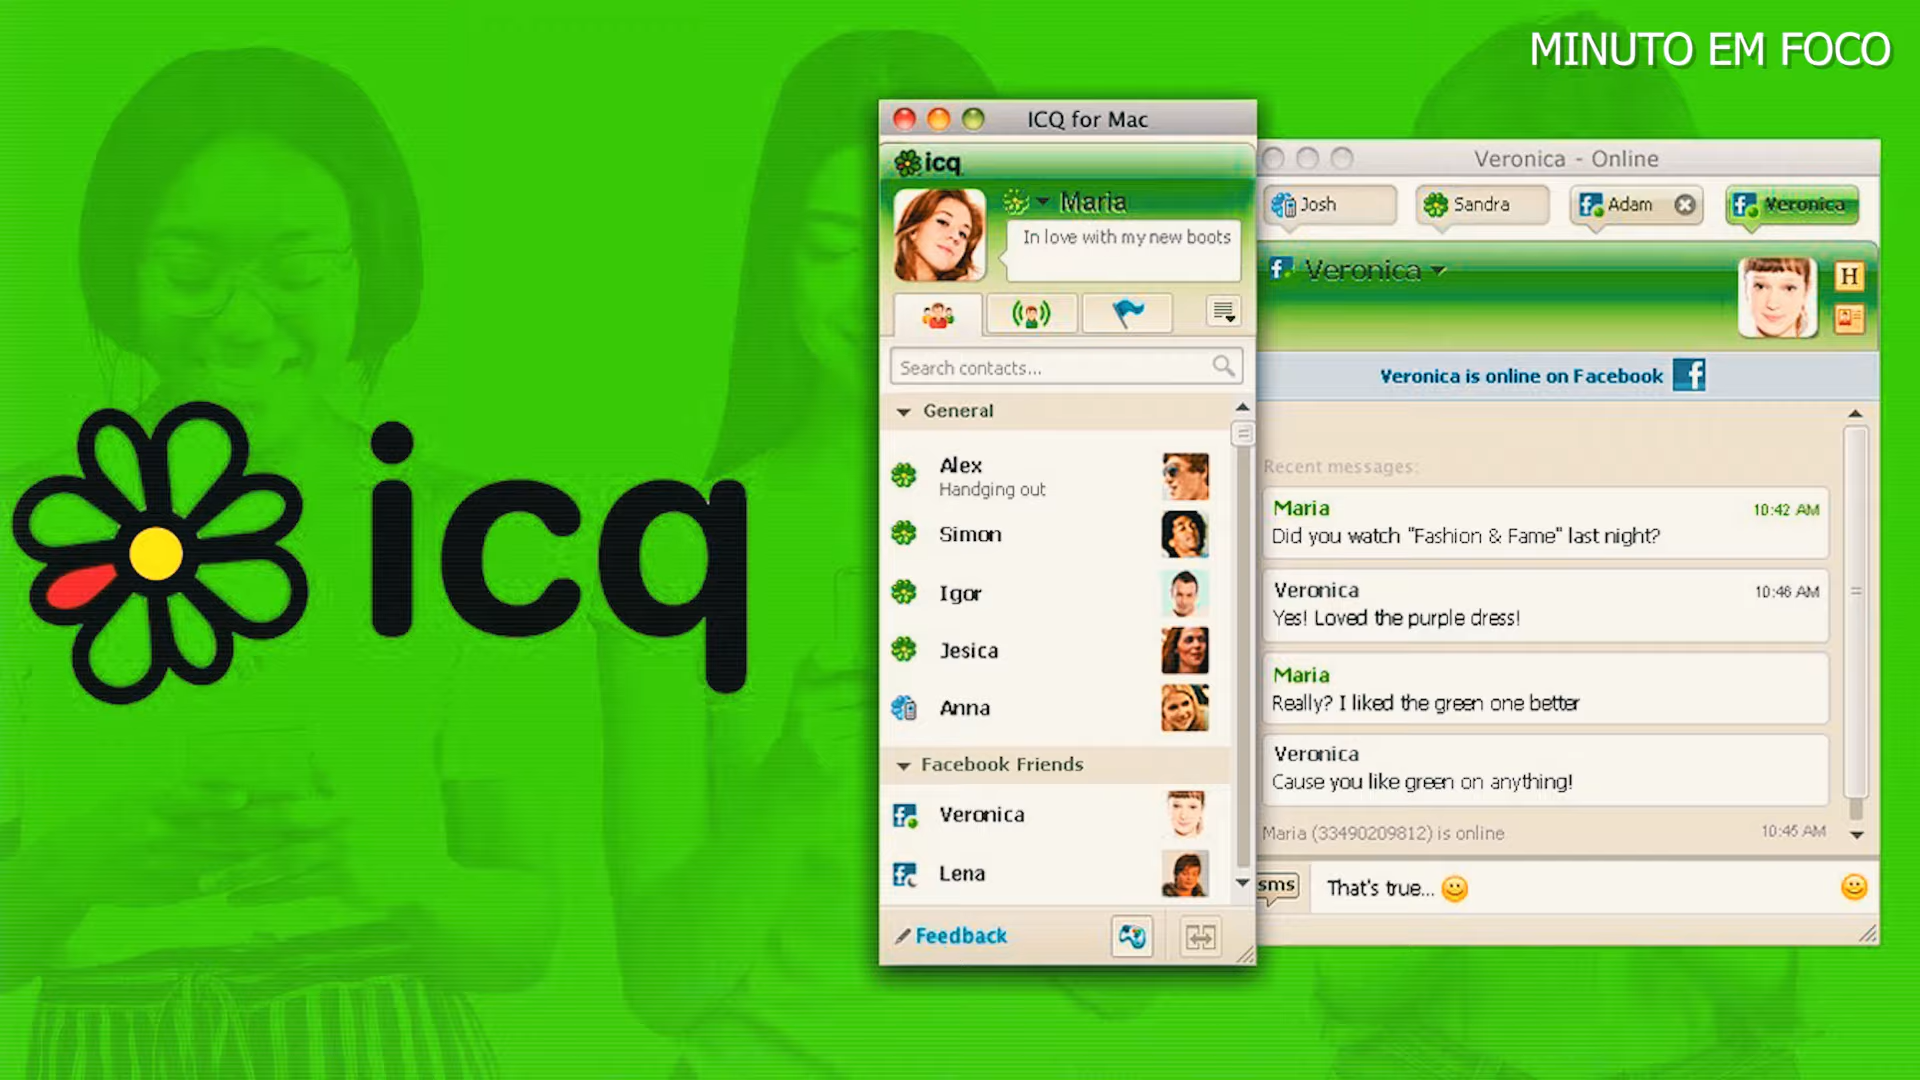 MINUTO EM FOCO
icq
ICQ for Mac
icq
Maria
In love with my new boots
Search contacts...
General
Alex
Handging out
Simon
Igor
Jesica
Anna
Facebook Friends
Veronica
Lena
Feedback
Veronica - Online
Josh
Sandra
Adam
Veronica
Veronica
H
Veronica is online on Facebook
Recent messages:
Maria 10:42 AM
Did you watch "Fashion & Fame" last night?
Veronica 10:46 AM
Yes! Loved the purple dress!
Maria
Really? I liked the green one better
Veronica
Cause you like green on anything!
Maria (33490209812) is online 10:45 AM
sms
That's true...